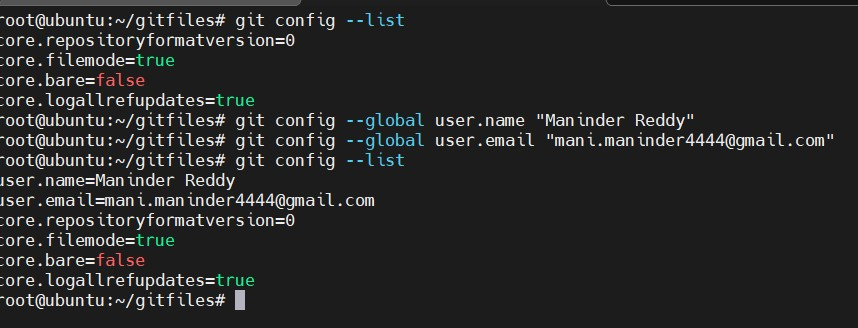 root@ubuntu:~/gitfiles# git config --list
core.repositoryformatversion=0
core.filemode=true
core.bare=false
core.logallrefupdates=true
root@ubuntu:~/gitfiles# git config --global user.name "Maninder Reddy"
root@ubuntu:~/gitfiles# git config --global user.email "mani.maninder4444@gmail.com"
root@ubuntu:~/gitfiles# git config --list
user.name=Maninder Reddy
user.email=mani.maninder4444@gmail.com
core.repositoryformatversion=0
core.filemode=true
core.bare=false
core.logallrefupdates=true
root@ubuntu:~/gitfiles#